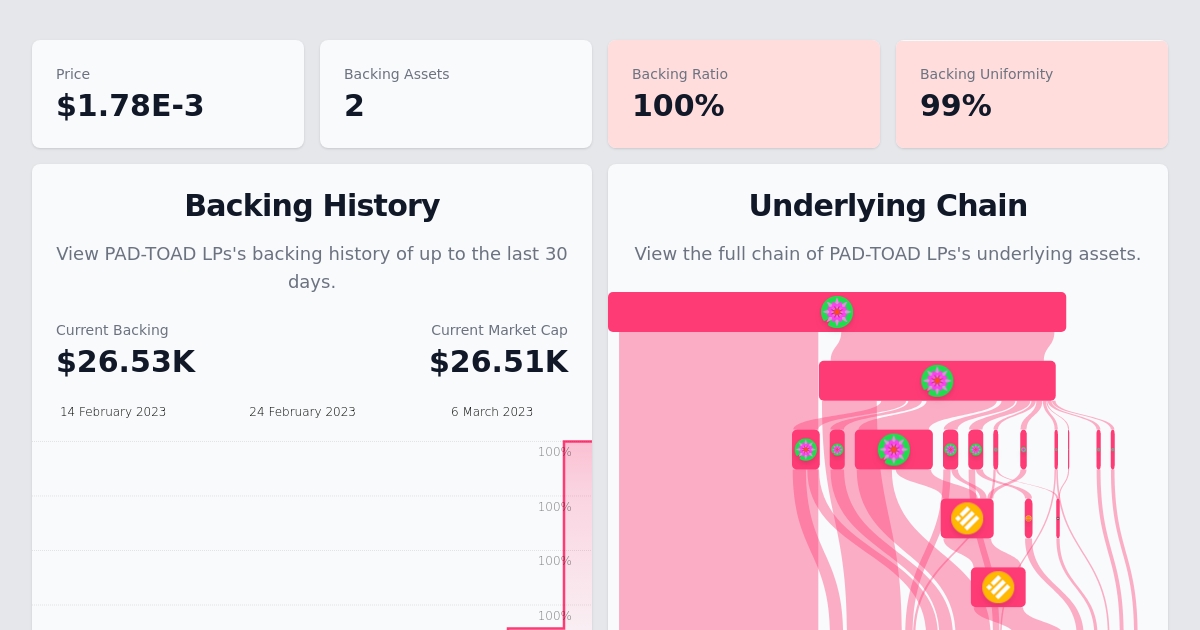 Price
$1.78E-3
Backing Assets
2
Backing Ratio
100%
Backing Uniformity
99%
Backing History
View PAD-TOAD LPs's backing history of up to the last 30
days.
Current Backing
$26.53K
Current Market Cap
$26.51K
14 February 2023
24 February 2023
6 March 2023
100%
100%
100%
100%
Underlying Chain
View the full chain of PAD-TOAD LPs's underlying assets.